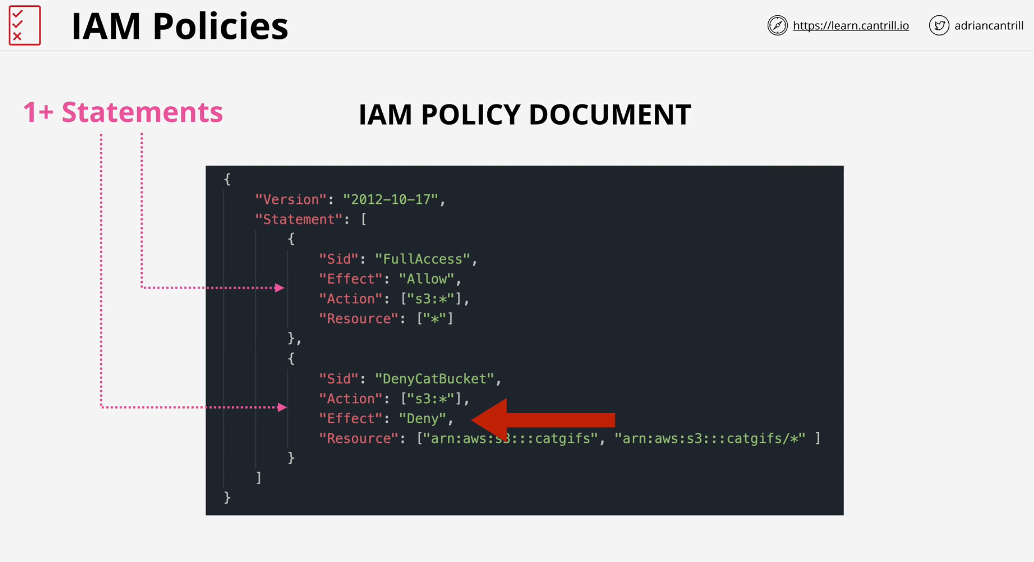 IAM Policies
https://learn.cantrill.io
adriancantrill
1+ Statements
IAM POLICY DOCUMENT
{
"Version": "2012-10-17",
"Statement": [
{
"Sid": "FullAccess",
"Effect": "Allow",
"Action": ["s3:*"],
"Resource": ["*"]
},
{
"Sid": "DenyCatBucket",
"Action": ["s3:*"],
"Effect": "Deny",
"Resource": ["arn:aws:s3:::catgifs", "arn:aws:s3:::catgifs/*" ]
}
]
}